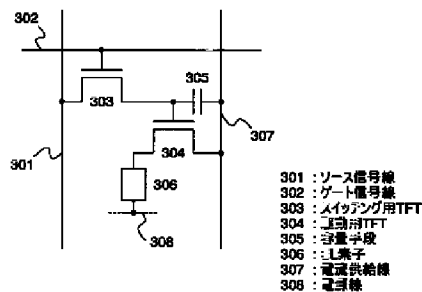 302
305
303
307
304
301
306
308
301 : ソース信号線
302 : ゲート信号線
303 : スイッチング用TFT
304 : 駆動用TFT
305 : 容量手段
306 : EL素子
307 : 電流供給線
308 : 電源線